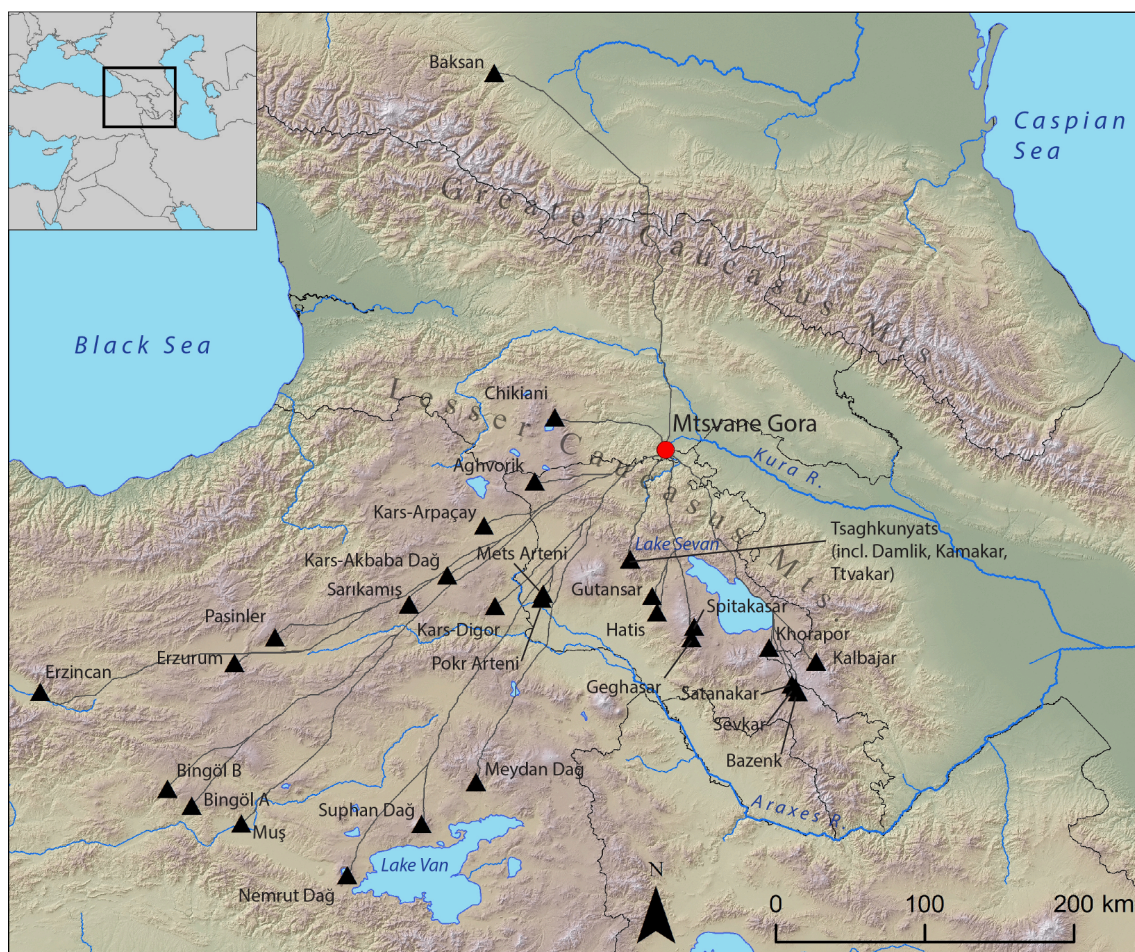 Baksan
Caspian
Sea
Greater Caucasus Mts.
Black Sea
Chikiani
Lesser Caucasus Mts
Mtsvane Gora
Aghvorik
Kura R.
Kars-Arpaçay
Tsaghkunyats
(incl. Damlik, Kamakar,
Ttvakar)
Lake Sevan
Mets Arteni
Kars-Akbaba Dağ
Sarıkamış
Gutansar
Spitakasar
Pasinler
Kars-Digor
Hatis
Khorapor
Erzurum
Pokr Arteni
Kalbajar
Erzincan
Geghasar
Satanakar
Sevkar
Bazenk
Bingöl B
Meydan Dağ
Bingöl A
Suphan Dağ
Araxes R.
Muş
Lake Van
N
Nemrut Dağ
0 100 200 km